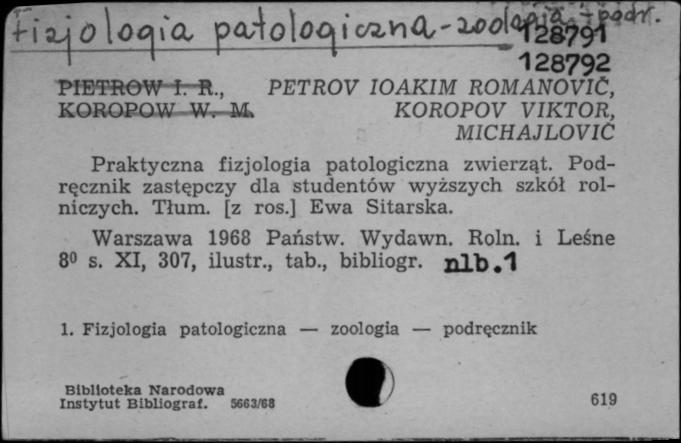 Fizjologia patologiczna-zoologia - podr.
128791
128792
PIETROW I. R., PETROV IOAKIM ROMANOVIČ,
KOROPOW W. M. KOROPOV VIKTOR,
MICHAJLOVIČ
Praktyczna fizjologia patologiczna zwierząt. Pod-
ręcznik zastępczy dla studentów wyższych szkół rol-
niczych. Tłum. [z ros.] Ewa Sitarska.
Warszawa 1968 Państw. Wydawn. Roln. i Leśne
8⁰ s. XI, 307, ilustr., tab., bibliogr. nlb.1
1. Fizjologia patologiczna — zoologia — podręcznik
Biblioteka Narodowa
Instytut Bibliograf. 5663/68 619